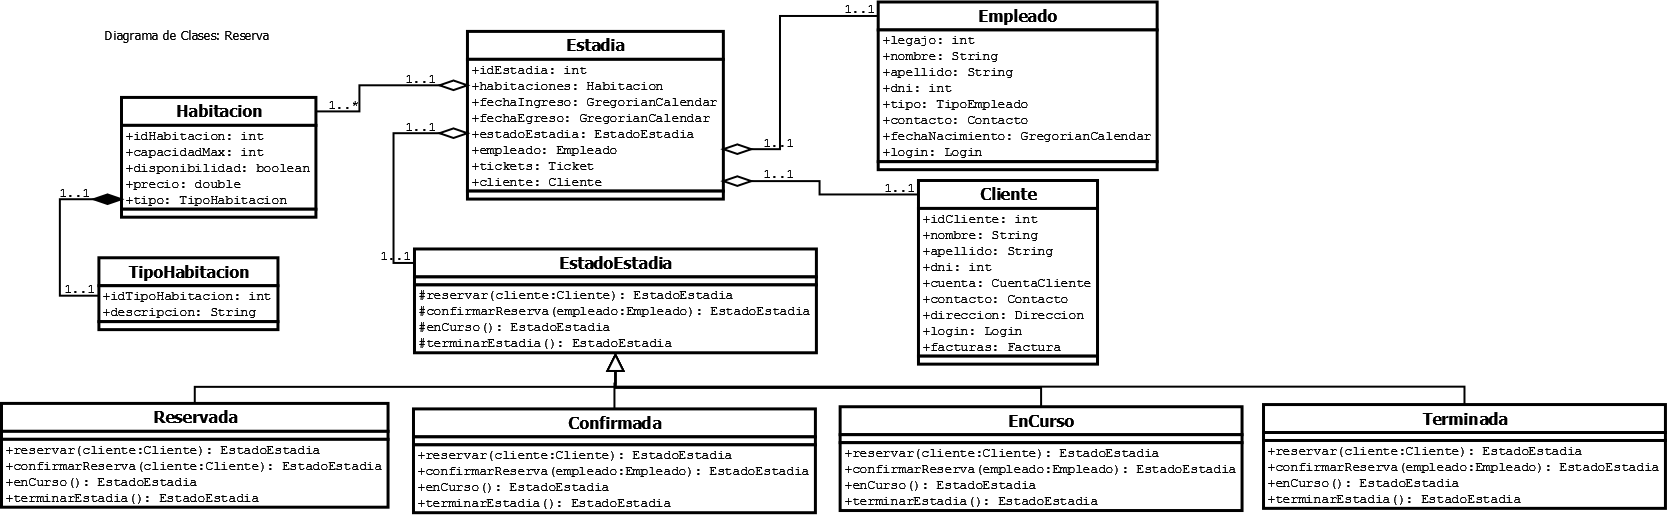 Diagrama de Clases: Reserva
Habitacion
+idHabitacion: int
+capacidadMax: int
+disponibilidad: boolean
+precio: double
+tipo: TipoHabitacion
1..*
1..1
1..1
1..1
TipoHabitacion
+idTipoHabitacion: int
+descripcion: String
Estadia
+idEstadia: int
+habitaciones: Habitacion
+fechaIngreso: GregorianCalendar
+fechaEgreso: GregorianCalendar
+estadoEstadia: EstadoEstadia
+empleado: Empleado
+tickets: Ticket
+cliente: Cliente
1..1
1..1
1..1
1..1
1..1
1..1
Empleado
+legajo: int
+nombre: String
+apellido: String
+dni: int
+tipo: TipoEmpleado
+contacto: Contacto
+fechaNacimiento: GregorianCalendar
+login: Login
Cliente
+idCliente: int
+nombre: String
+apellido: String
+dni: int
+cuenta: CuentaCliente
+contacto: Contacto
+direccion: Direccion
+login: Login
+facturas: Factura
EstadoEstadia
#reservar(cliente:Cliente): EstadoEstadia
#confirmarReserva(empleado:Empleado): EstadoEstadia
#enCurso(): EstadoEstadia
#terminarEstadia(): EstadoEstadia
Reservada
+reservar(cliente:Cliente): EstadoEstadia
+confirmarReserva(cliente:Cliente): EstadoEstadia
+enCurso(): EstadoEstadia
+terminarEstadia(): EstadoEstadia
Confirmada
+reservar(cliente:Cliente): EstadoEstadia
+confirmarReserva(empleado:Empleado): EstadoEstadia
+enCurso(): EstadoEstadia
+terminarEstadia(): EstadoEstadia
EnCurso
+reservar(cliente:Cliente): EstadoEstadia
+confirmarReserva(empleado:Empleado): EstadoEstadia
+enCurso(): EstadoEstadia
+terminarEstadia(): EstadoEstadia
Terminada
+reservar(cliente:Cliente): EstadoEstadia
+confirmarReserva(empleado:Empleado): EstadoEstadia
+enCurso(): EstadoEstadia
+terminarEstadia(): EstadoEstadia